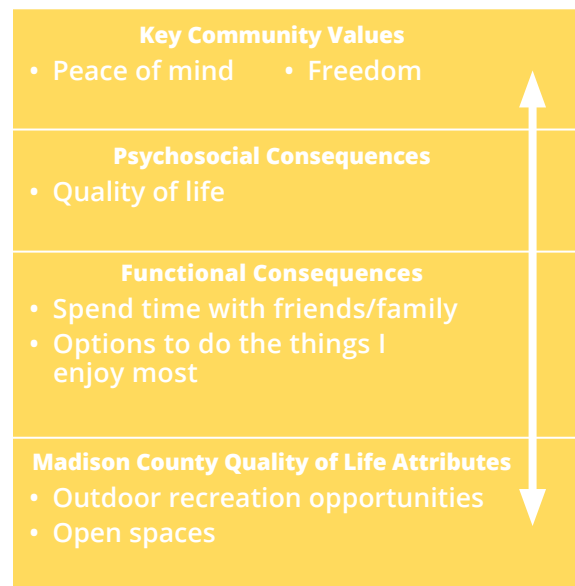 Key Community Values
• Peace of mind • Freedom
Psychosocial Consequences
• Quality of life
Functional Consequences
• Spend time with friends/family
• Options to do the things I
enjoy most
Madison County Quality of Life Attributes
• Outdoor recreation opportunities
• Open spaces